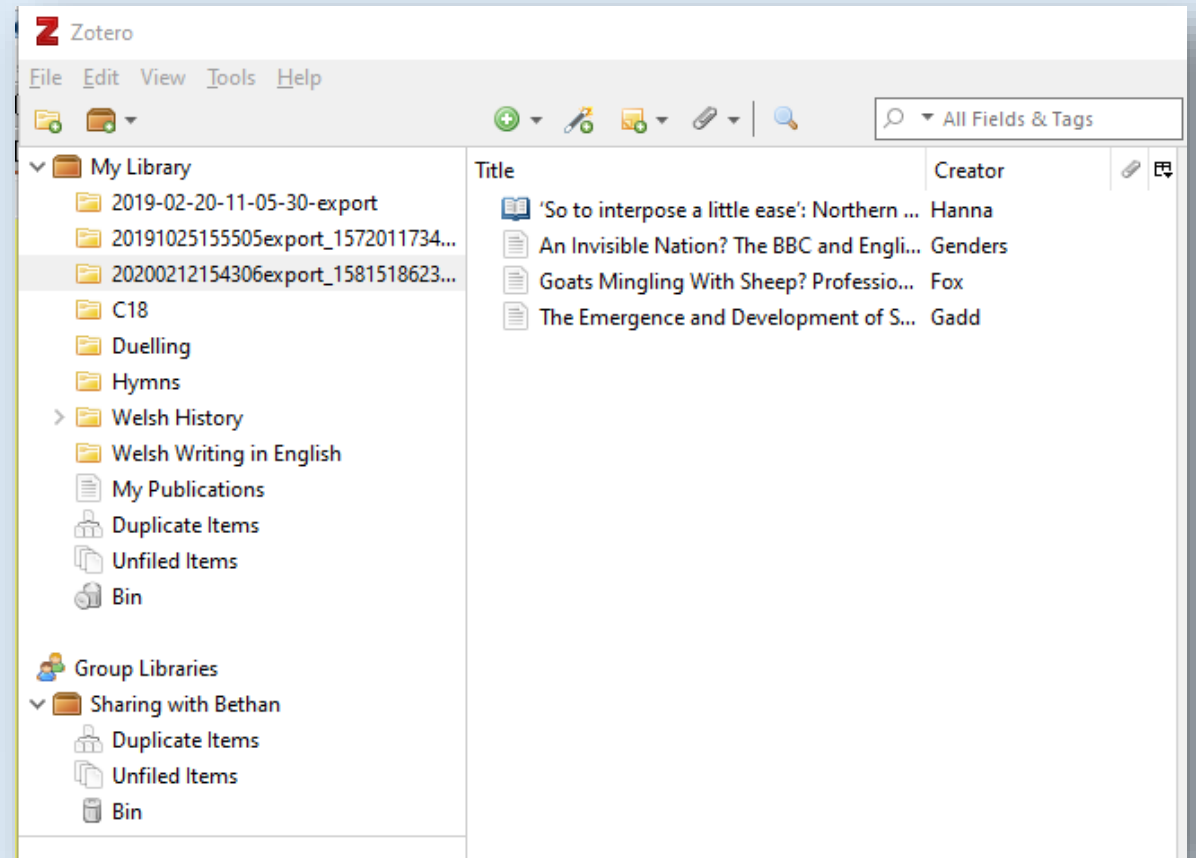 Zotero
File Edit View Tools Help
All Fields & Tags
My Library
2019-02-20-11-05-30-export
20191025155505export_1572011734...
20200212154306export_1581518623...
C18
Duelling
Hymns
Welsh History
Welsh Writing in English
My Publications
Duplicate Items
Unfiled Items
Bin
Group Libraries
Sharing with Bethan
Duplicate Items
Unfiled Items
Bin
Title Creator
‘So to interpose a little ease’: Northern ... Hanna
An Invisible Nation? The BBC and Engli... Genders
Goats Mingling With Sheep? Professio... Fox
The Emergence and Development of S... Gadd